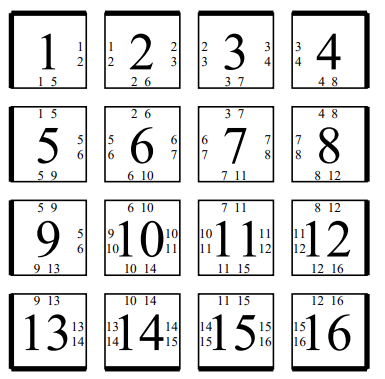 1 1 2 2 3 3
1 2 3 4
2 2 3 3 4 4
1 5 2 6 3 7 4 8
1 5 2 6 3 7 4 8
5 5 6 6 7 7
5 6 7 8
6 6 7 7 8 8
5 9 6 10 7 11 8 12
5 9 6 10 7 11 8 12
5 9 10 10 11 11
9 10 11 12
6 10 11 11 12 12
9 13 10 14 11 15 12 16
9 13 10 14 11 15 12 16
13 13 14 14 15 15
13 14 15 16
14 14 15 15 16 16